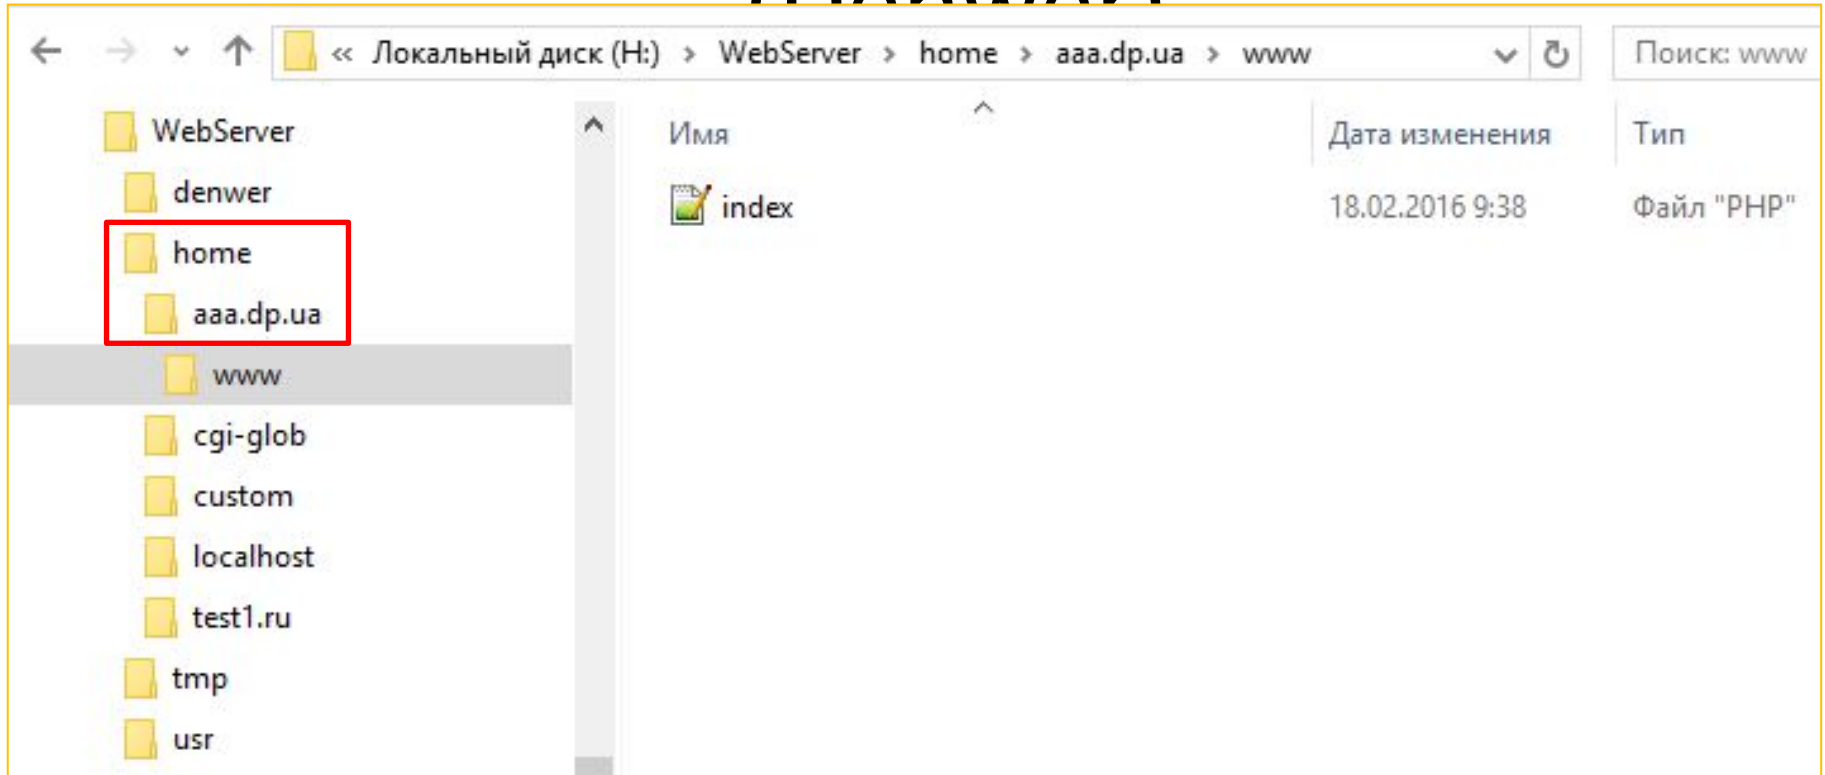 « Локальный диск (H:) > WebServer > home > aaa.dp.ua > www
Поиск: www
WebServer
denwer
home
aaa.dp.ua
www
cgi-glob
custom
localhost
test1.ru
tmp
usr
Имя Дата изменения Тип
index 18.02.2016 9:38 Файл "PHP"